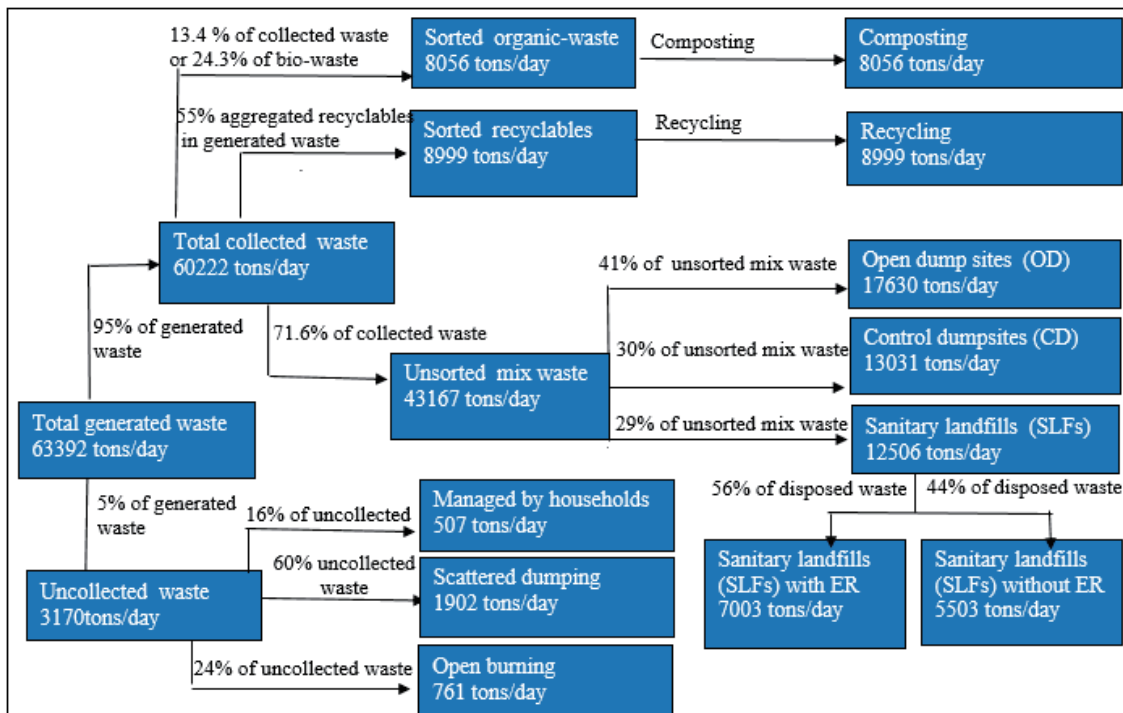 13.4 % of collected waste
or 24.3% of bio-waste
Sorted organic-waste
8056 tons/day
Composting
Composting
8056 tons/day
55% aggregated recyclables
in generated waste
Sorted recyclables
8999 tons/day
Recycling
Recycling
8999 tons/day
Total collected waste
60222 tons/day
41% of unsorted mix waste
Open dump sites (OD)
17630 tons/day
95% of generated
waste
71.6% of collected waste
30% of unsorted mix waste
Control dumpsites (CD)
13031 tons/day
Unsorted mix waste
43167 tons/day
Total generated waste
63392 tons/day
29% of unsorted mix waste
Sanitary landfills (SLFs)
12506 tons/day
5% of generated
waste
16% of uncollected
Managed by households
507 tons/day
56% of disposed waste
44% of disposed waste
60% uncollected
waste
Scattered dumping
1902 tons/day
Sanitary landfills
(SLFs) with ER
7003 tons/day
Sanitary landfills
(SLFs) without ER
5503 tons/day
Uncollected waste
3170tons/day
24% of uncollected waste
Open burning
761 tons/day